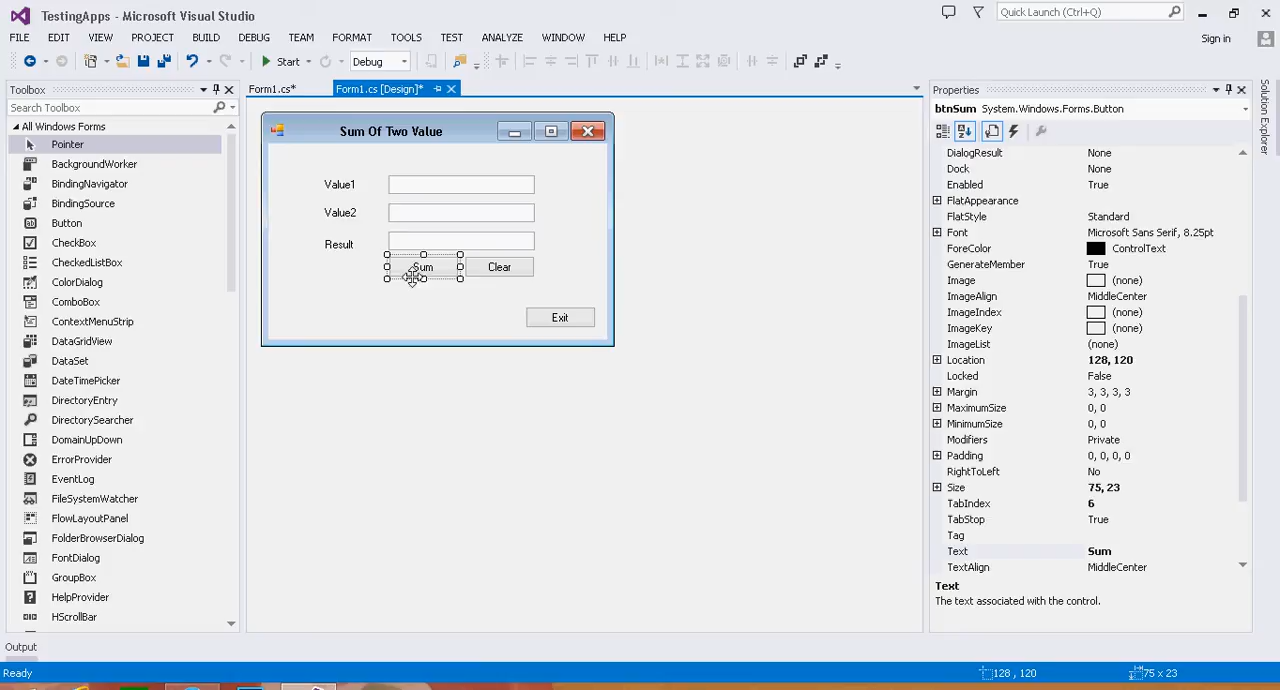 TestingApps - Microsoft Visual Studio
Quick Launch (Ctrl+Q)
FILE EDIT VIEW PROJECT BUILD DEBUG TEAM FORMAT TOOLS TEST ANALYZE WINDOW HELP
Sign in
Start Debug
Toolbox
Search Toolbox
All Windows Forms
Pointer
BackgroundWorker
BindingNavigator
BindingSource
Button
CheckBox
CheckedListBox
ColorDialog
ComboBox
ContextMenuStrip
DataGridView
DataSet
DateTimePicker
DirectoryEntry
DirectorySearcher
DomainUpDown
ErrorProvider
EventLog
FileSystemWatcher
FlowLayoutPanel
FolderBrowserDialog
FontDialog
GroupBox
HelpProvider
HScrollBar
Form1.cs* Form1.cs [Design]*
Sum Of Two Value
Value1
Value2
Result
Sum Clear
Exit
Properties
btnSum System.Windows.Forms.Button
DialogResult None
Dock None
Enabled True
FlatAppearance
FlatStyle Standard
Font Microsoft Sans Serif, 8.25pt
ForeColor ControlText
GenerateMember True
Image (none)
ImageAlign MiddleCenter
ImageIndex (none)
ImageKey (none)
ImageList (none)
Location 128, 120
Locked False
Margin 3, 3, 3, 3
MaximumSize 0, 0
MinimumSize 0, 0
Modifiers Private
Padding 0, 0, 0, 0
RightToLeft No
Size 75, 23
TabIndex 6
TabStop True
Tag
Text Sum
TextAlign MiddleCenter
Text
The text associated with the control.
Solution Explorer
Output
Ready 128 , 120 75 x 23